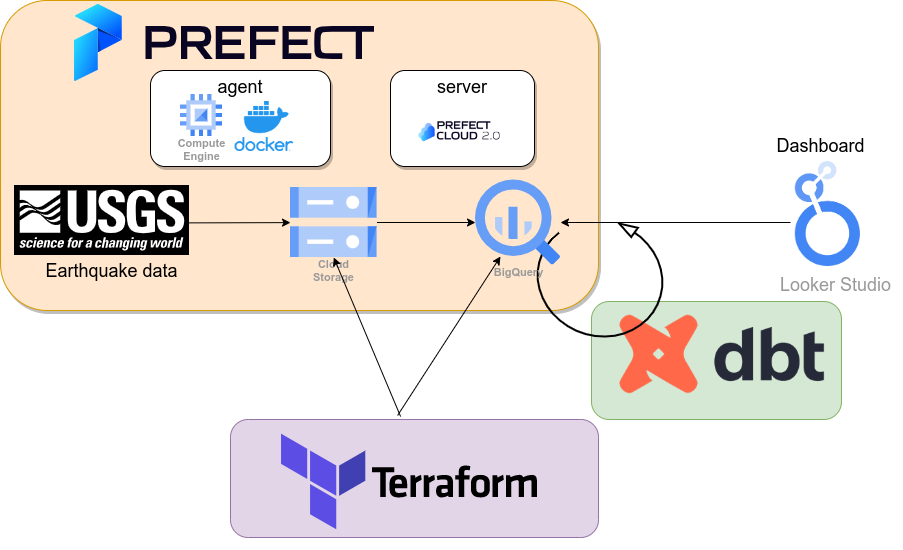 PREFECT
agent
server
Compute
Engine
docker
PREFECT
CLOUD 2.0
USGS
science for a changing world
Earthquake data
Cloud
Storage
BigQuery
Dashboard
Looker Studio
dbt
Terraform